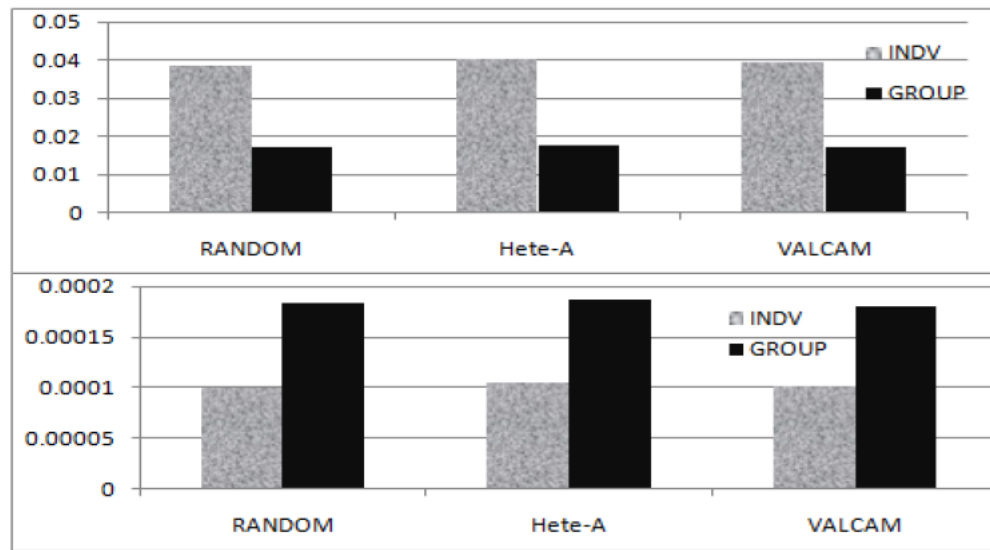 0.05
0.04
0.03
0.02
0.01
0
INDV
GROUP
RANDOM Hete-A VALCAM
0.0002
0.00015
0.0001
0.00005
0
INDV
GROUP
RANDOM Hete-A VALCAM